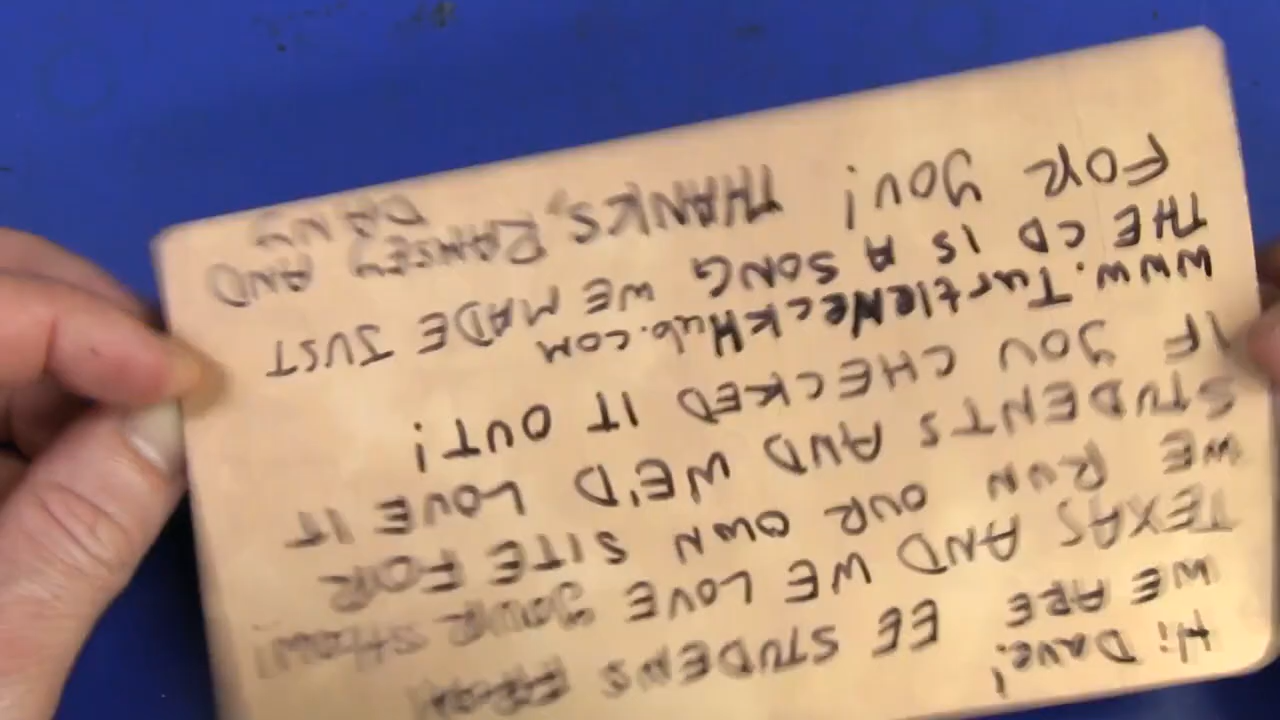 Hi Dave!
WE ARE EE STUDENS FROM
TEXAS AND WE LOVE YOUR SHOW!
WE RUN OUR OWN SITE FOR
STUDENTS AND WE'D LOVE IT
IF YOU CHECKED IT OUT!
www.TurtleNeckHub.com
THE CD IS A SONG WE MADE JUST
FOR YOU! THANKS, RAMSEY AND
DANY